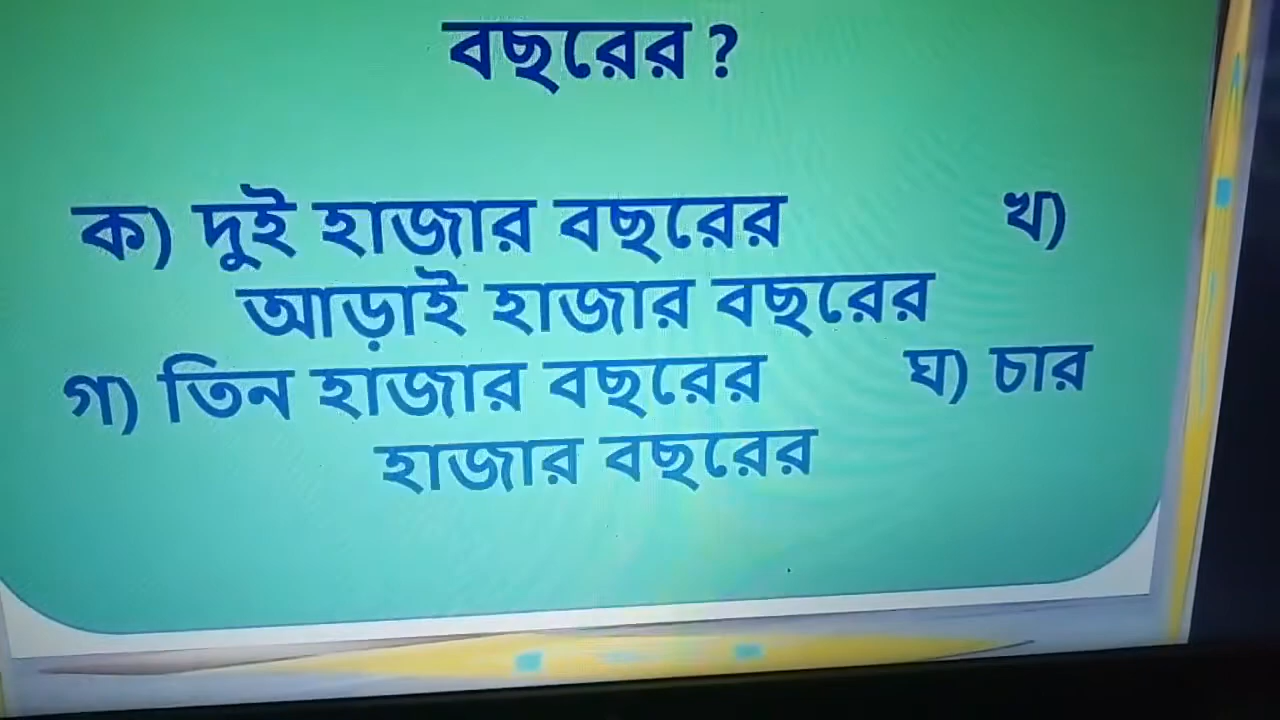 বছরের ?
ক) দুই হাজার বছরের খ)
আড়াই হাজার বছরের
গ) তিন হাজার বছরের ঘ) চার
হাজার বছরের